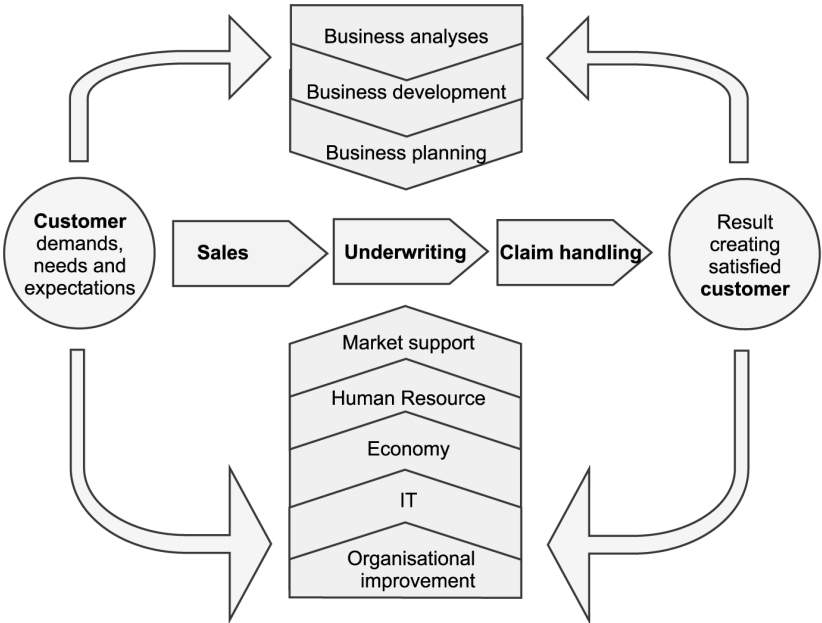 Business analyses
Business development
Business planning
Customer
demands,
needs and
expectations
Sales
Underwriting
Claim handling
Result
creating
satisfied
customer
Market support
Human Resource
Economy
IT
Organisational
improvement